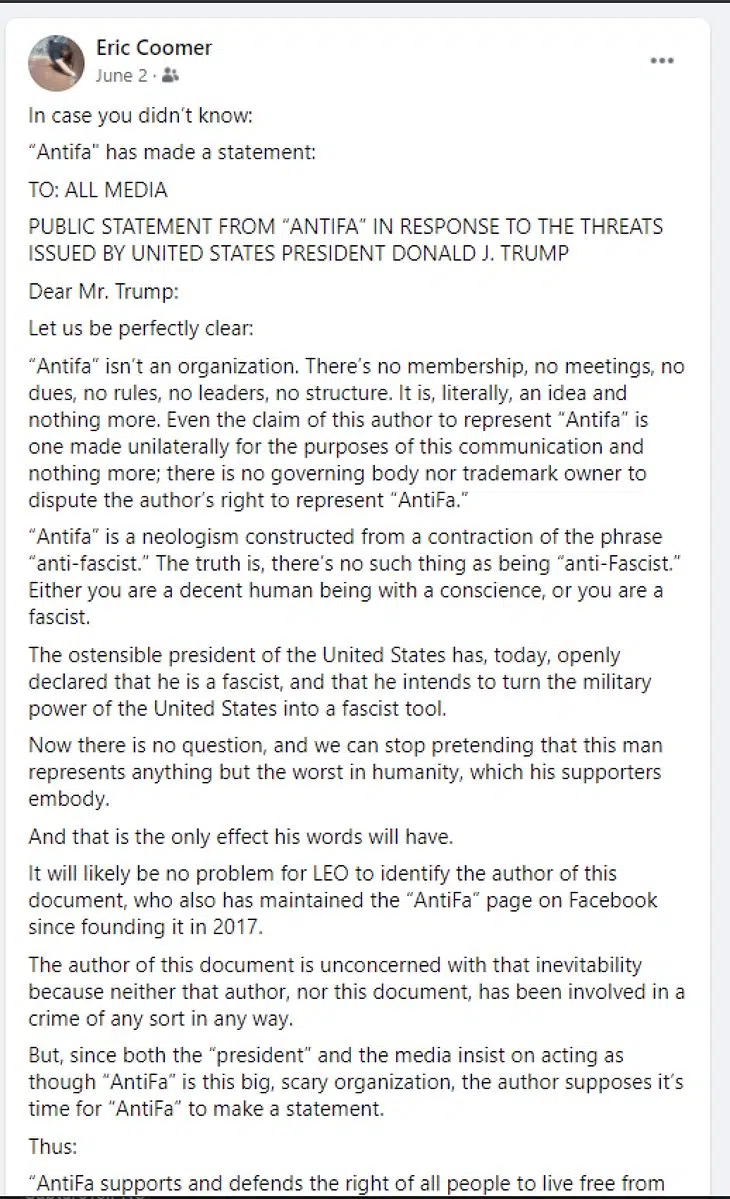 Eric Coomer
June 2 ·
In case you didn't know:
“Antifa" has made a statement:
TO: ALL MEDIA
PUBLIC STATEMENT FROM “ANTIFA” IN RESPONSE TO THE THREATS
ISSUED BY UNITED STATES PRESIDENT DONALD J. TRUMP
Dear Mr. Trump:
Let us be perfectly clear:
“Antifa” isn’t an organization. There’s no membership, no meetings, no
dues, no rules, no leaders, no structure. It is, literally, an idea and
nothing more. Even the claim of this author to represent “Antifa” is
one made unilaterally for the purposes of this communication and
nothing more; there is no governing body nor trademark owner to
dispute the author’s right to represent “AntiFa.”
“Antifa” is a neologism constructed from a contraction of the phrase
“anti-fascist.” The truth is, there’s no such thing as being “anti-Fascist.”
Either you are a decent human being with a conscience, or you are a
fascist.
The ostensible president of the United States has, today, openly
declared that he is a fascist, and that he intends to turn the military
power of the United States into a fascist tool.
Now there is no question, and we can stop pretending that this man
represents anything but the worst in humanity, which his supporters
embody.
And that is the only effect his words will have.
It will likely be no problem for LEO to identify the author of this
document, who also has maintained the “AntiFa” page on Facebook
since founding it in 2017.
The author of this document is unconcerned with that inevitability
because neither that author, nor this document, has been involved in a
crime of any sort in any way.
But, since both the “president” and the media insist on acting as
though “AntiFa” is this big, scary organization, the author supposes it’s
time for “AntiFa” to make a statement.
Thus:
“AntiFa supports and defends the right of all people to live free from